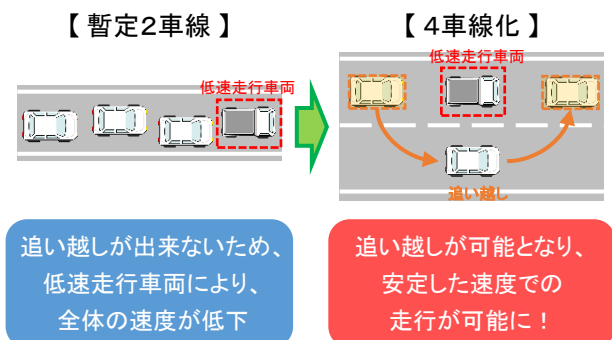 【 暫定2車線 】
低速走行車両
追い越しが出来ないため、
低速走行車両により、
全体の速度が低下
【 4車線化 】
低速走行車両
追い越し
追い越しが可能となり、
安定した速度での
走行が可能に！